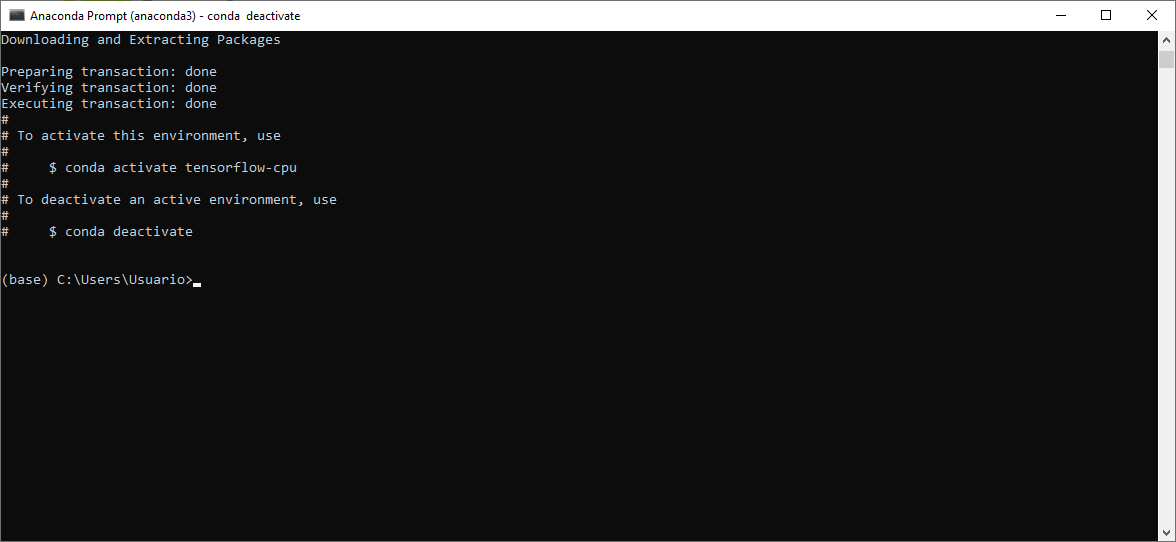 Anaconda Prompt (anaconda3) - conda  deactivate
Downloading and Extracting Packages
Preparing transaction: done
Verifying transaction: done
Executing transaction: done
#
# To activate this environment, use
#
#     $ conda activate tensorflow-cpu
#
# To deactivate an active environment, use
#
#     $ conda deactivate
(base) C:\Users\Usuario>